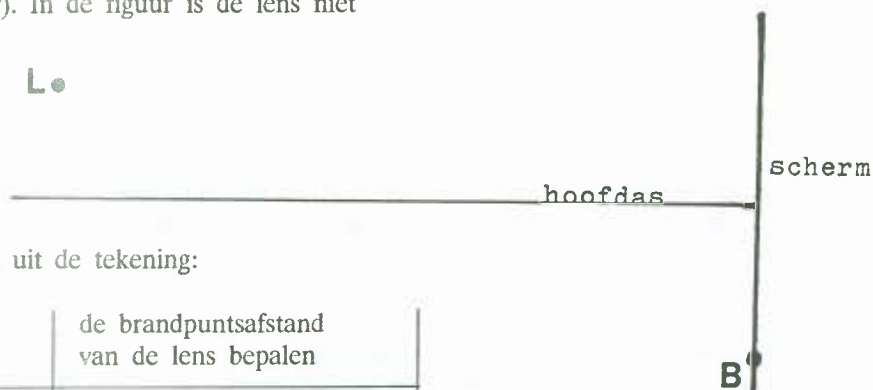 ). In de figuur is de lens niet
L
scherm
hoofdas
uit de tekening:
de brandpuntsafstand
van de lens bepalen
B